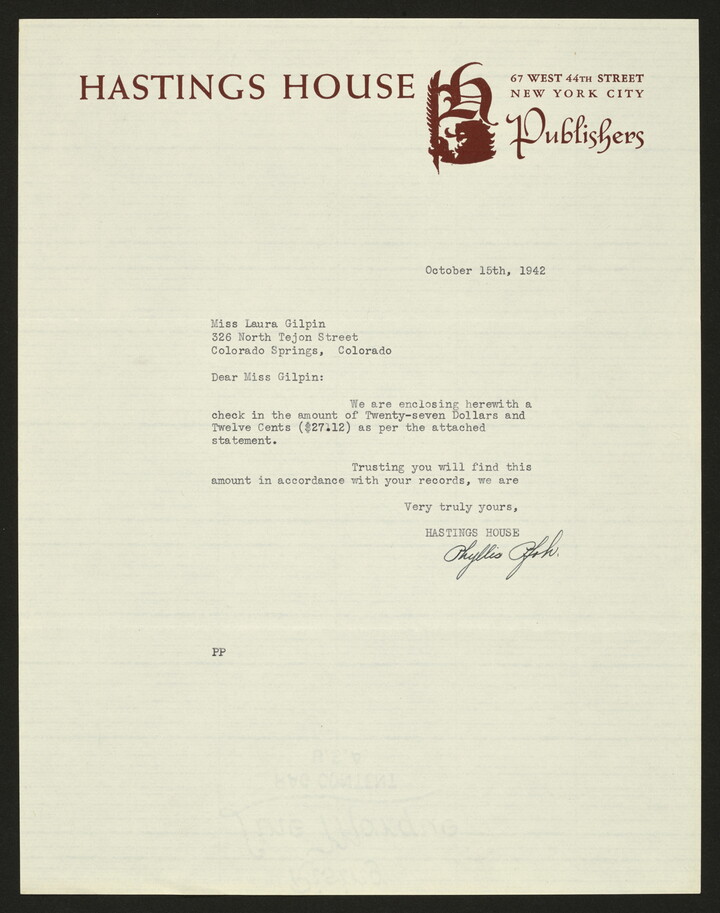 HASTINGS HOUSE
67 WEST 44TH STREET
NEW YORK CITY
Publishers
October 15th, 1942
Miss Laura Gilpin
326 North Tejon Street
Colorado Springs, Colorado
Dear Miss Gilpin:
We are enclosing herewith a
check in the amount of Twenty-seven Dollars and
Twelve Cents ($27.12) as per the attached
statement.
Trusting you will find this
amount in accordance with your records, we are
Very truly yours,
HASTINGS HOUSE
Phyllis
PP